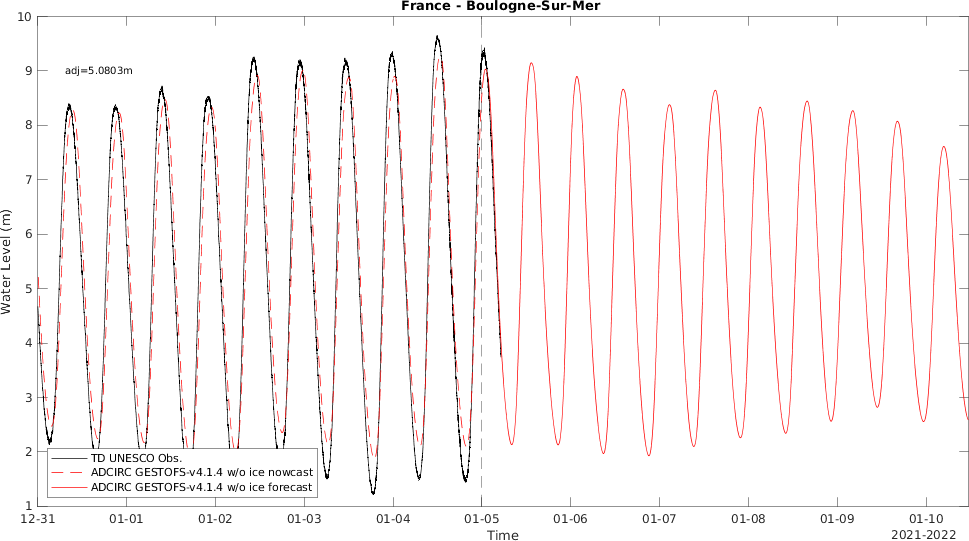 France - Boulogne-Sur-Mer
10
adj=5.0803m
9
8
7
6
5
4
3
2
1
Water Level (m)
TD UNESCO Obs.
ADCIRC GESTOFS-v4.1.4 w/o ice nowcast
ADCIRC GESTOFS-v4.1.4 w/o ice forecast
12-31 01-01 01-02 01-03 01-04 01-05 01-06 01-07 01-08 01-09 01-10
Time
2021-2022